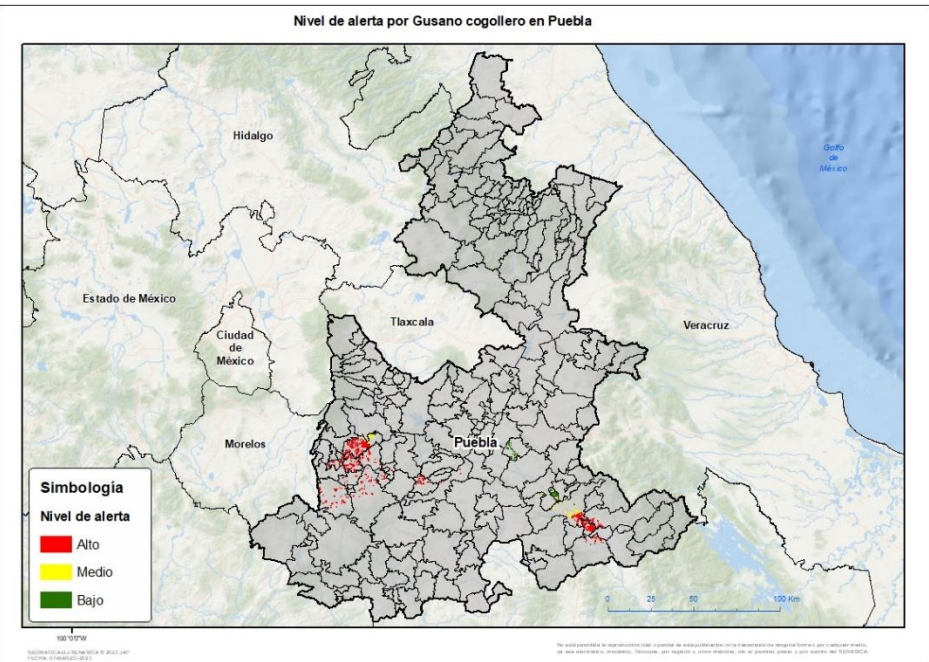 Nivel de alerta por Gusano cogollero en Puebla
Hidalgo
Golfo
de
México
Estado de México
Tlaxcala
Veracruz
Ciudad
de
México
Morelos
Puebla
Simbología
Nivel de alerta
Alto
Medio
Bajo
0 25 50 100 Km
100°0'0"W